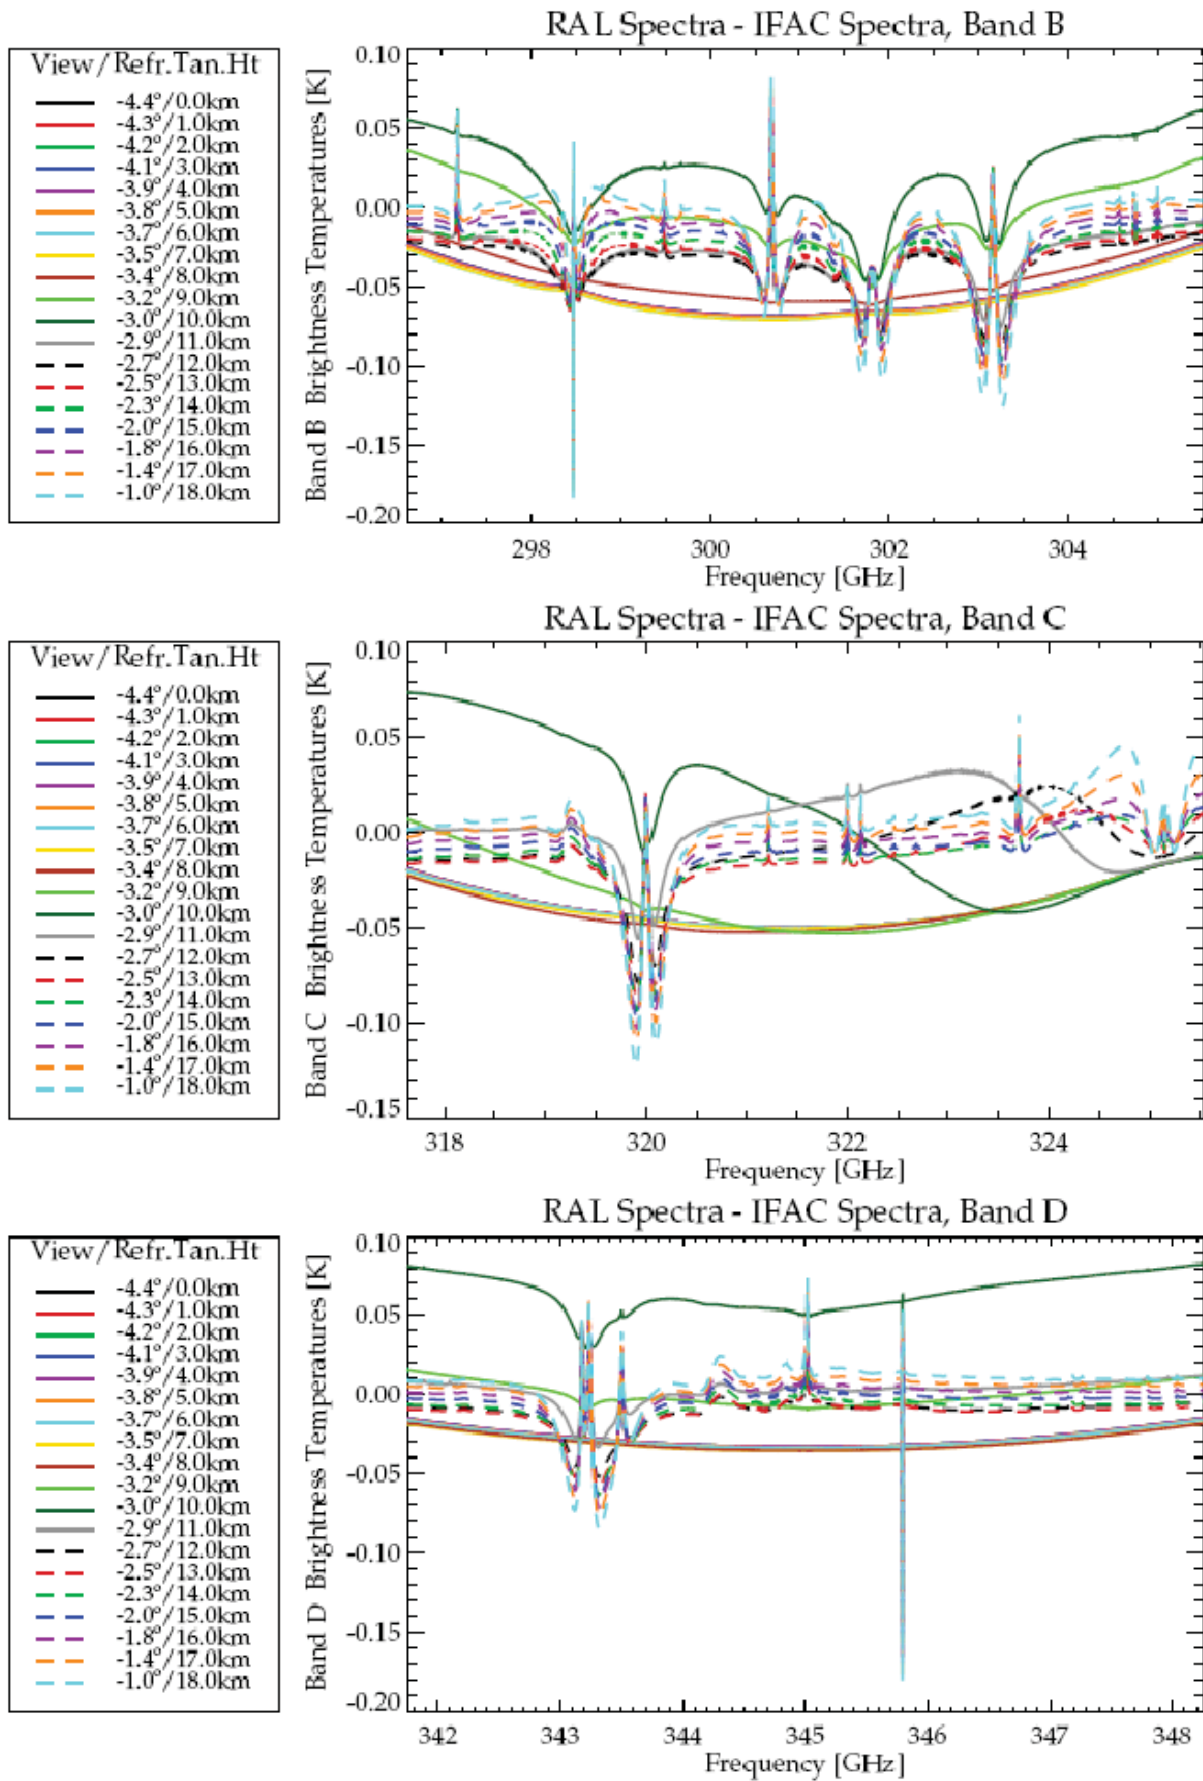 RAL Spectra - IFAC Spectra, Band B
View/Refr.Tan.Ht
-4.4°/0.0km
-4.3°/1.0km
-4.2°/2.0km
-4.1°/3.0km
-3.9°/4.0km
-3.8°/5.0km
-3.7°/6.0km
-3.5°/7.0km
-3.4°/8.0km
-3.2°/9.0km
-3.0°/10.0km
-2.9°/11.0km
-2.7°/12.0km
-2.5°/13.0km
-2.3°/14.0km
-2.0°/15.0km
-1.8°/16.0km
-1.4°/17.0km
-1.0°/18.0km
Band B Brightness Temperatures [K]
0.10
0.05
0.00
-0.05
-0.10
-0.15
-0.20
298 300 302 304
Frequency [GHz]
RAL Spectra - IFAC Spectra, Band C
View/Refr.Tan.Ht
-4.4°/0.0km
-4.3°/1.0km
-4.2°/2.0km
-4.1°/3.0km
-3.9°/4.0km
-3.8°/5.0km
-3.7°/6.0km
-3.5°/7.0km
-3.4°/8.0km
-3.2°/9.0km
-3.0°/10.0km
-2.9°/11.0km
-2.7°/12.0km
-2.5°/13.0km
-2.3°/14.0km
-2.0°/15.0km
-1.8°/16.0km
-1.4°/17.0km
-1.0°/18.0km
Band C Brightness Temperatures [K]
0.10
0.05
0.00
-0.05
-0.10
-0.15
318 320 322 324
Frequency [GHz]
RAL Spectra - IFAC Spectra, Band D
View/Refr.Tan.Ht
-4.4°/0.0km
-4.3°/1.0km
-4.2°/2.0km
-4.1°/3.0km
-3.9°/4.0km
-3.8°/5.0km
-3.7°/6.0km
-3.5°/7.0km
-3.4°/8.0km
-3.2°/9.0km
-3.0°/10.0km
-2.9°/11.0km
-2.7°/12.0km
-2.5°/13.0km
-2.3°/14.0km
-2.0°/15.0km
-1.8°/16.0km
-1.4°/17.0km
-1.0°/18.0km
Band D Brightness Temperatures [K]
0.10
0.05
0.00
-0.05
-0.10
-0.15
-0.20
342 343 344 345 346 347 348
Frequency [GHz]